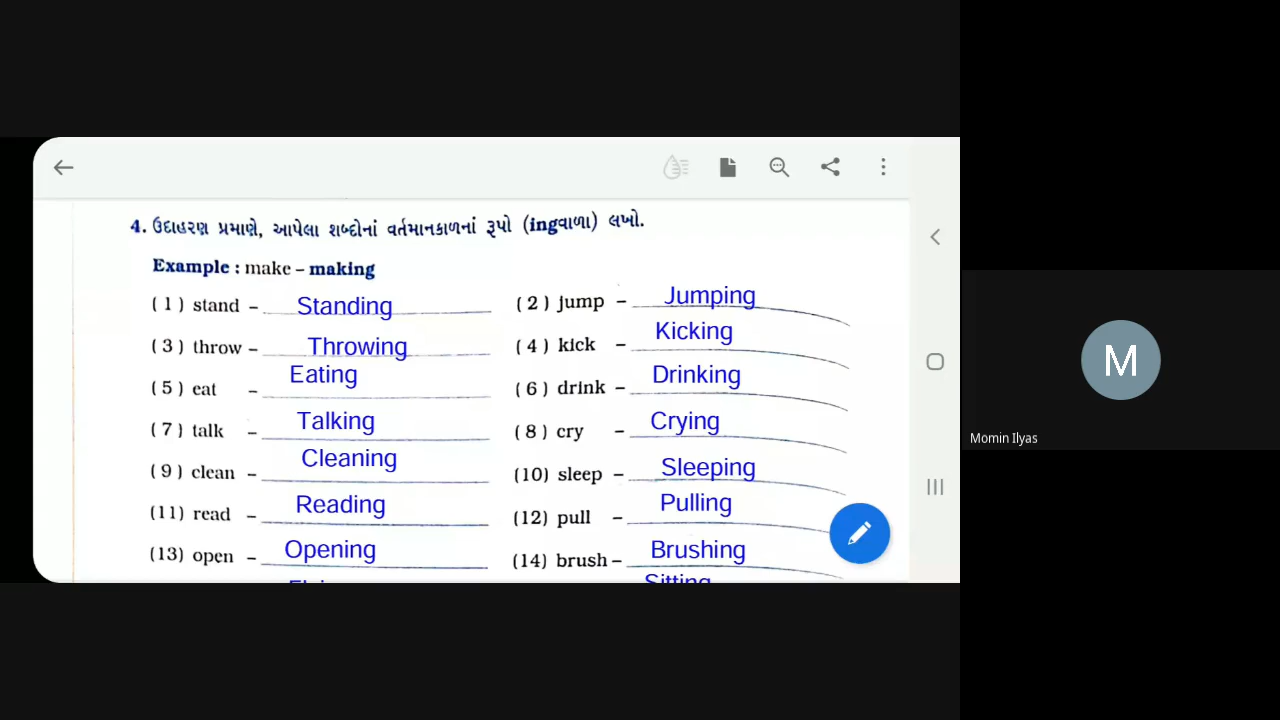 4. ઉદાહરણ પ્રમાણે, આપેલા શબ્દોનાં વર્તમાનકાળનાં રૂપો (ingવાળા) લખો.
Example : make – making
(1) stand – Standing (2) jump – Jumping
(3) throw – Throwing (4) kick – Kicking
(5) eat – Eating (6) drink – Drinking
(7) talk – Talking (8) cry – Crying
(9) clean – Cleaning (10) sleep – Sleeping
(11) read – Reading (12) pull – Pulling
(13) open – Opening (14) brush – Brushing
Sitting
M
Momin Ilyas